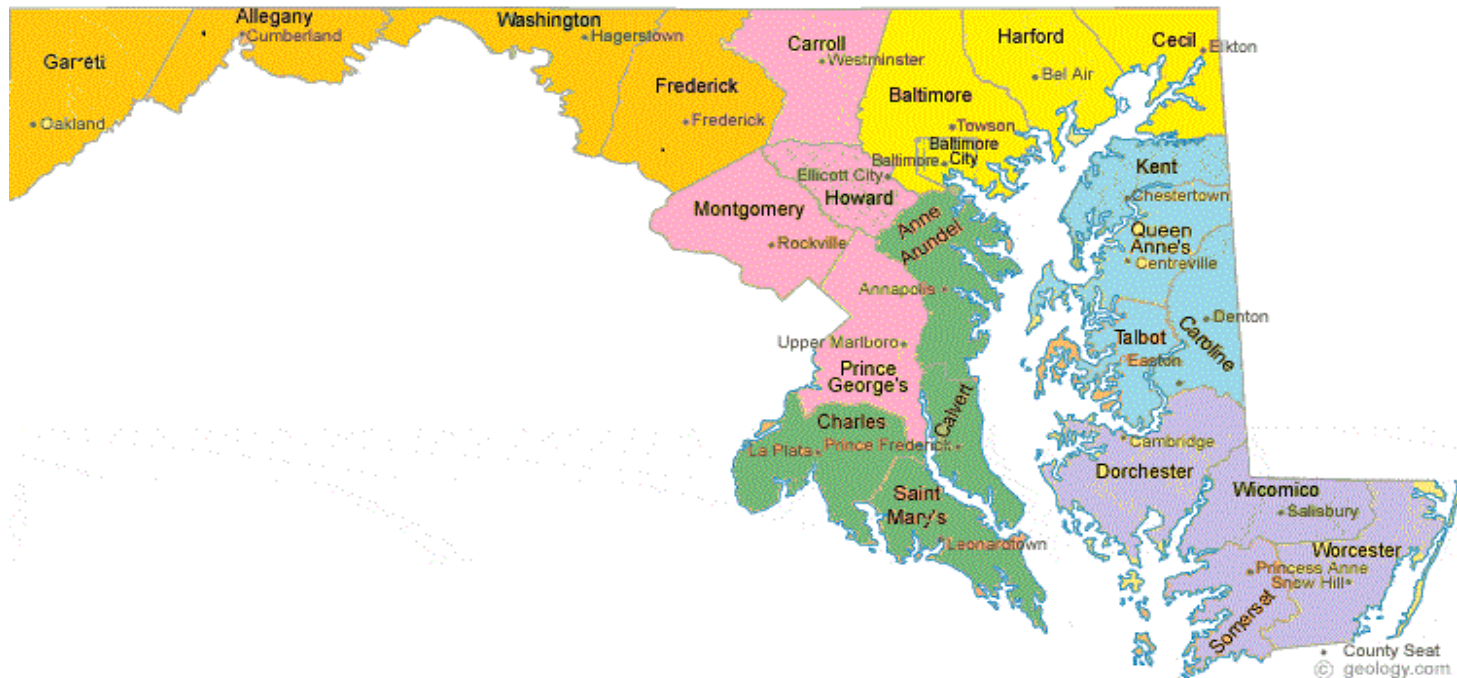 Garrett
Oakland
Allegany
Cumberland
Washington
Hagerstown
Frederick
Frederick
Carroll
Westminster
Baltimore
Towson
Baltimore
City
Baltimore
Harford
Bel Air
Cecil
Elkton
Ellicott City
Howard
Montgomery
Rockville
Anne
Arundel
Annapolis
Upper Marlboro
Prince
George's
Kent
Chestertown
Queen
Anne's
Centreville
Talbot
Easton
Caroline
Denton
Charles
La Plata
Prince Frederick
Calvert
Saint
Mary's
Leonardtown
Cambridge
Dorchester
Wicomico
Salisbury
Worcester
Princess Anne
Snow Hill
Somerset
County Seat
© geology.com